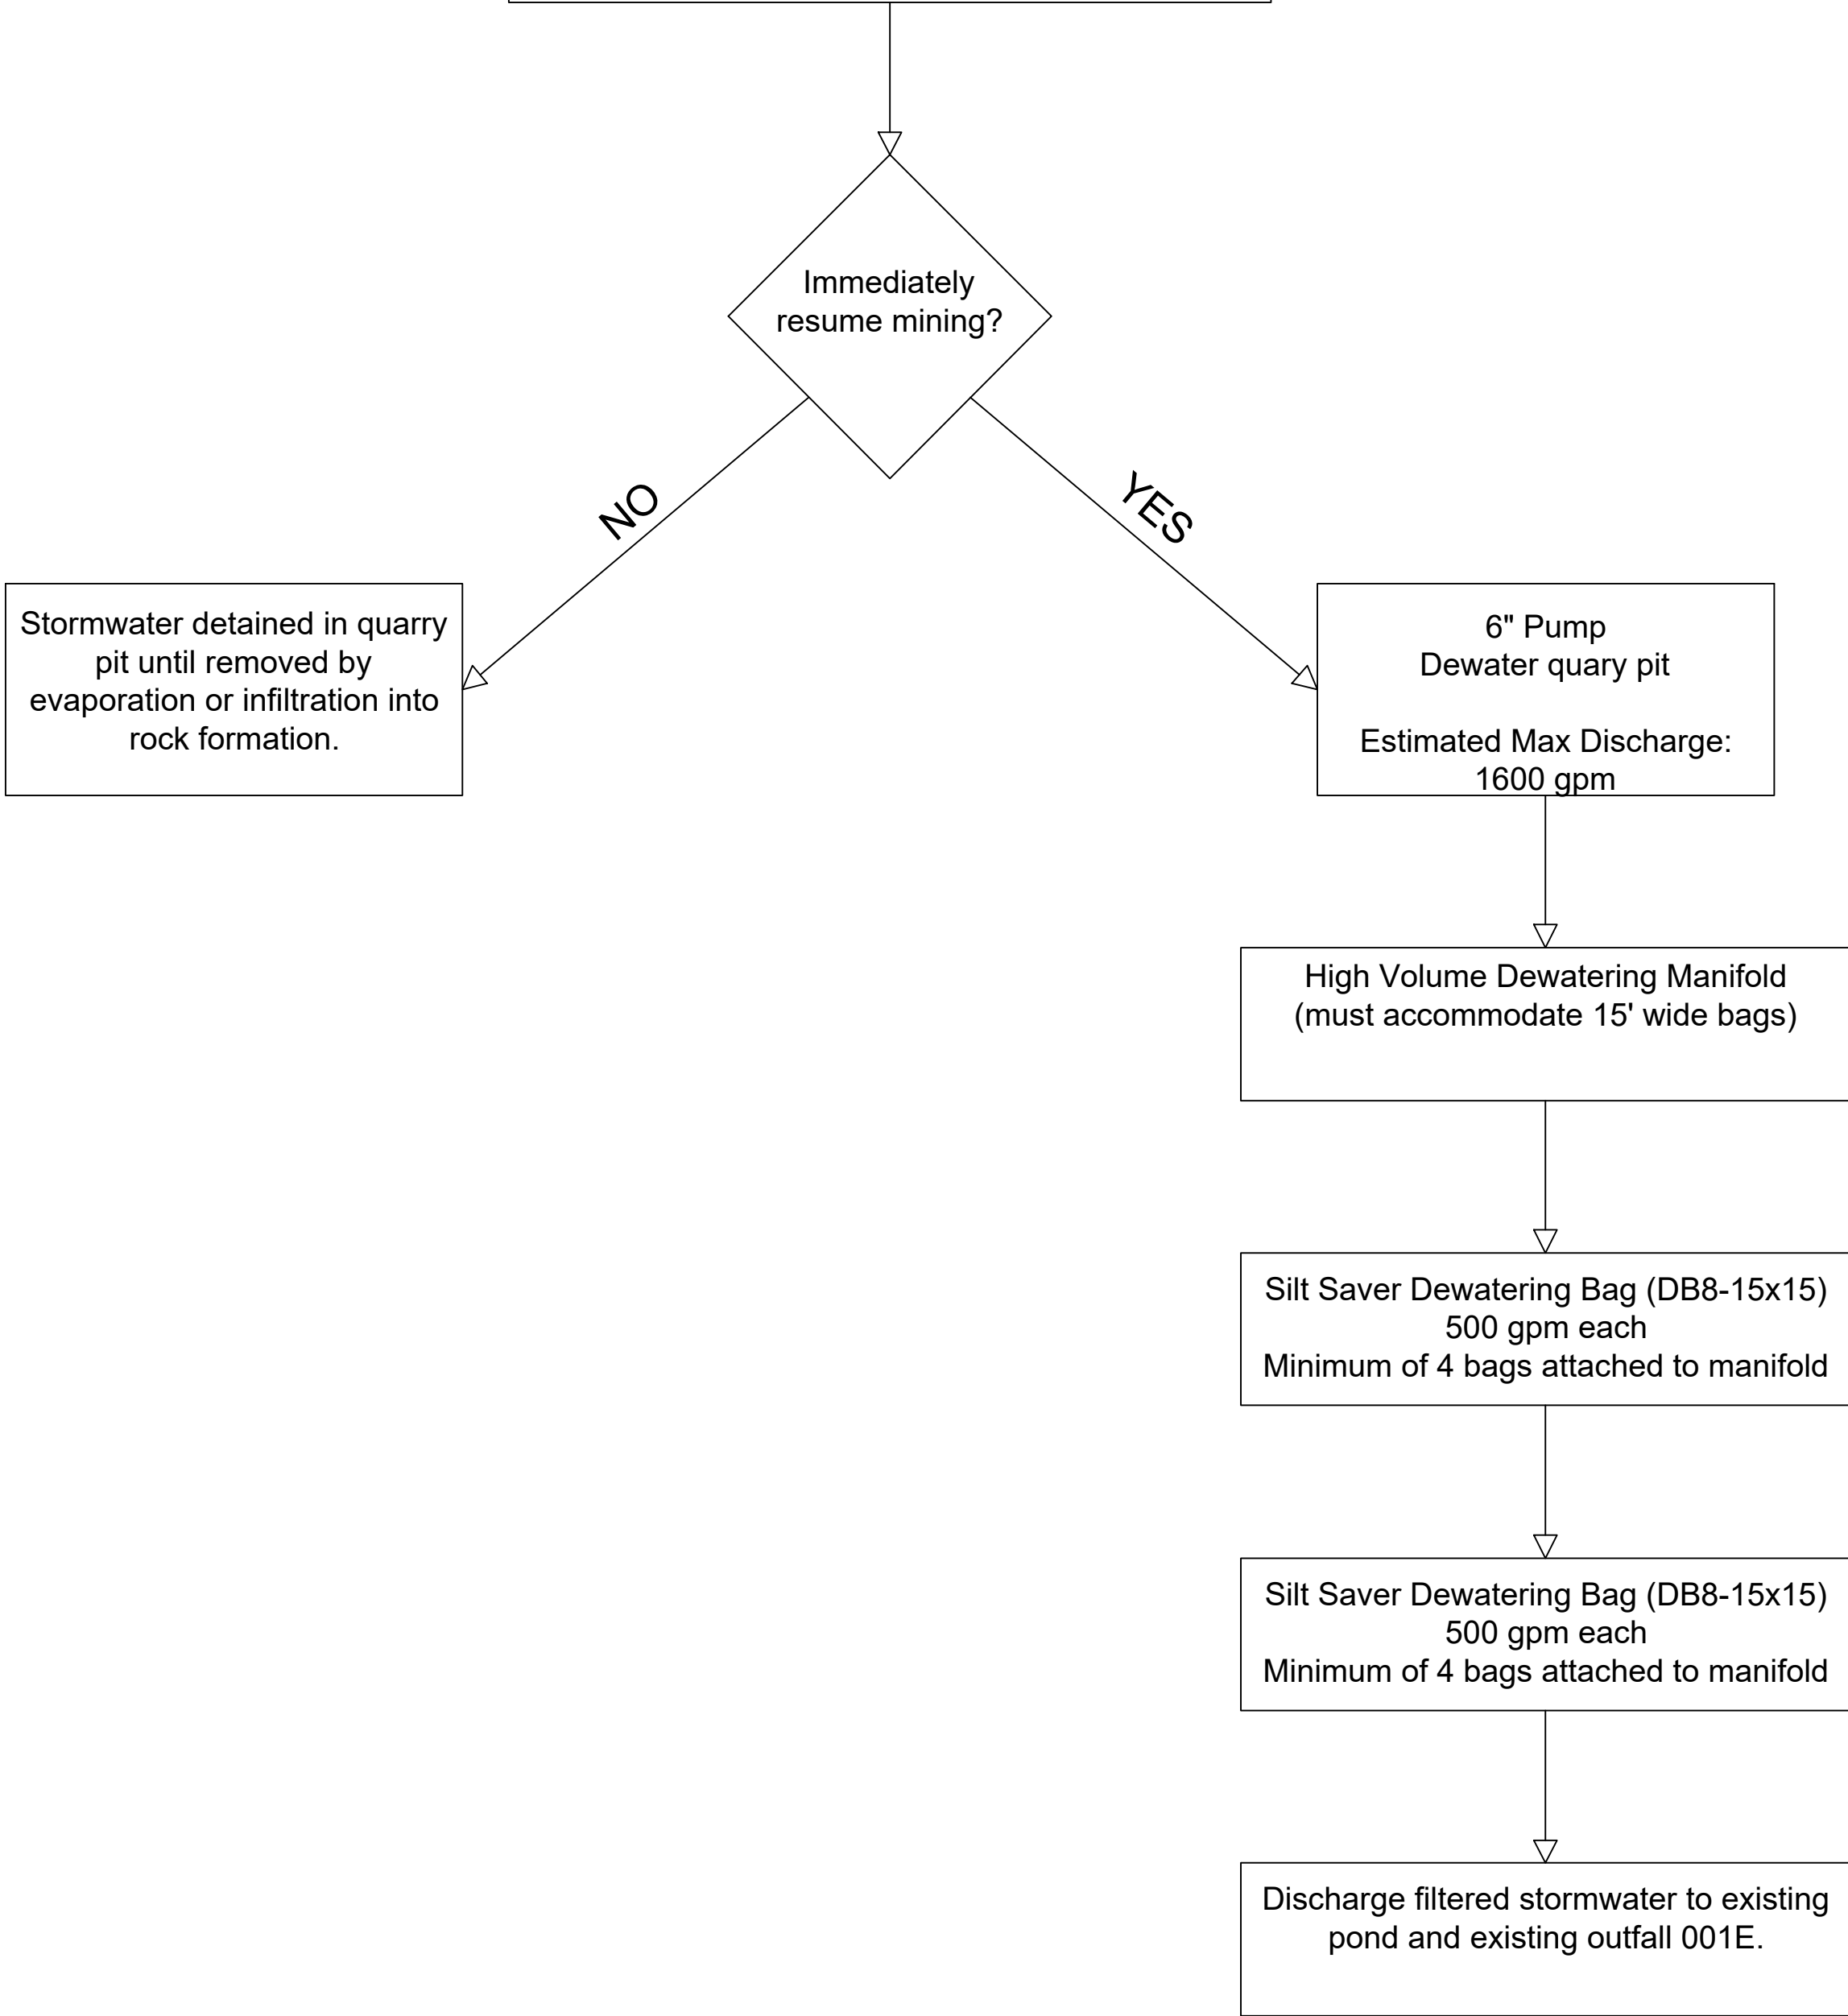 Immediately
resume mining?
NO
YES
Stormwater detained in quarry
pit until removed by
evaporation or infiltration into
rock formation.
6" Pump
Dewater quary pit
Estimated Max Discharge:
1600 gpm
High Volume Dewatering Manifold
(must accommodate 15' wide bags)
Silt Saver Dewatering Bag (DB8-15x15)
500 gpm each
Minimum of 4 bags attached to manifold
Silt Saver Dewatering Bag (DB8-15x15)
500 gpm each
Minimum of 4 bags attached to manifold
Discharge filtered stormwater to existing
pond and existing outfall 001E.